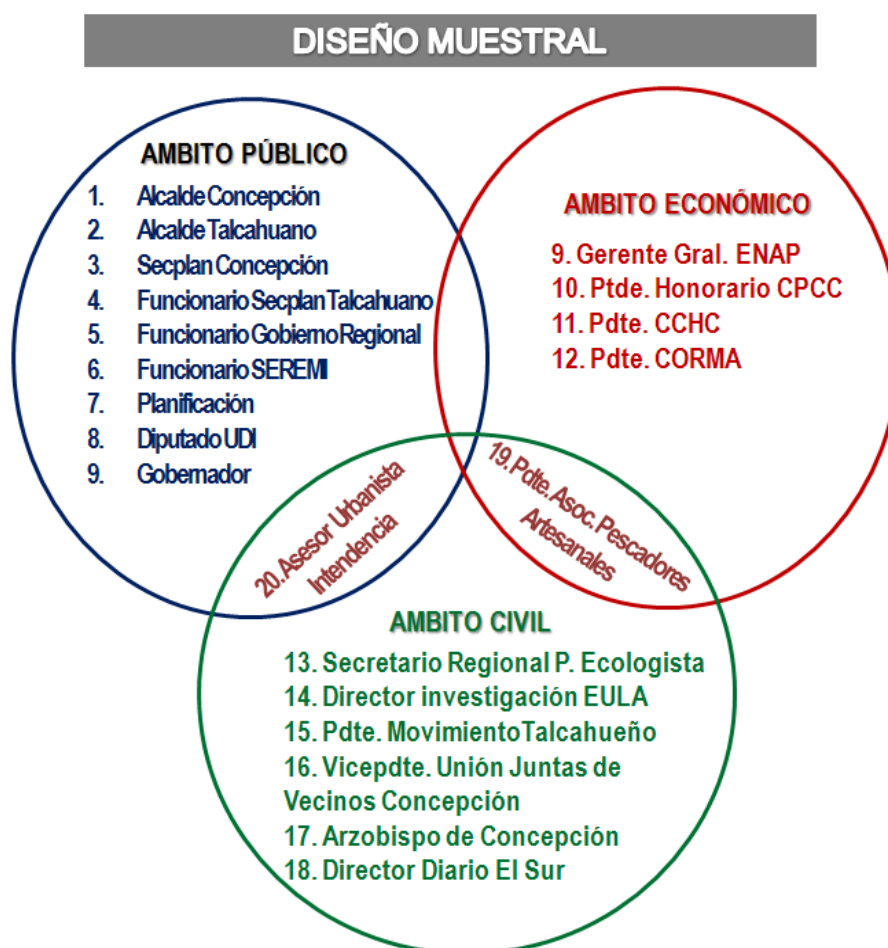 DISEÑO MUESTRAL
AMBITO PÚBLICO
1. Alcalde Concepción
2. Alcalde Talcahuano
3. Secplan Concepción
4. Funcionario Secplan Talcahuano
5. Funcionario Gobierno Regional
6. Funcionario SEREMI
7. Planificación
8. Diputado UDI
9. Gobernador
AMBITO ECONÓMICO
9. Gerente Gral. ENAP
10. Ptde. Honorario CPCC
11. Pdte. CCHC
12. Pdte. CORMA
20. Asesor Urbanista
Intendencia
19. Pdte. Asoc. Pescadores
Artesanales
AMBITO CIVIL
13. Secretario Regional P. Ecologista
14. Director investigación EULA
15. Pdte. Movimiento Talcahueño
16. Vicepdte. Unión Juntas de
Vecinos Concepción
17. Arzobispo de Concepción
18. Director Diario El Sur